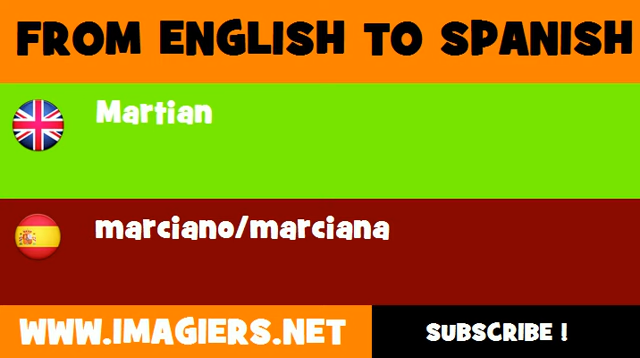 FROM ENGLISH TO SPANISH
Martian
marciano/marciana
WWW.IMAGIERS.NET
SUBSCRIBE !